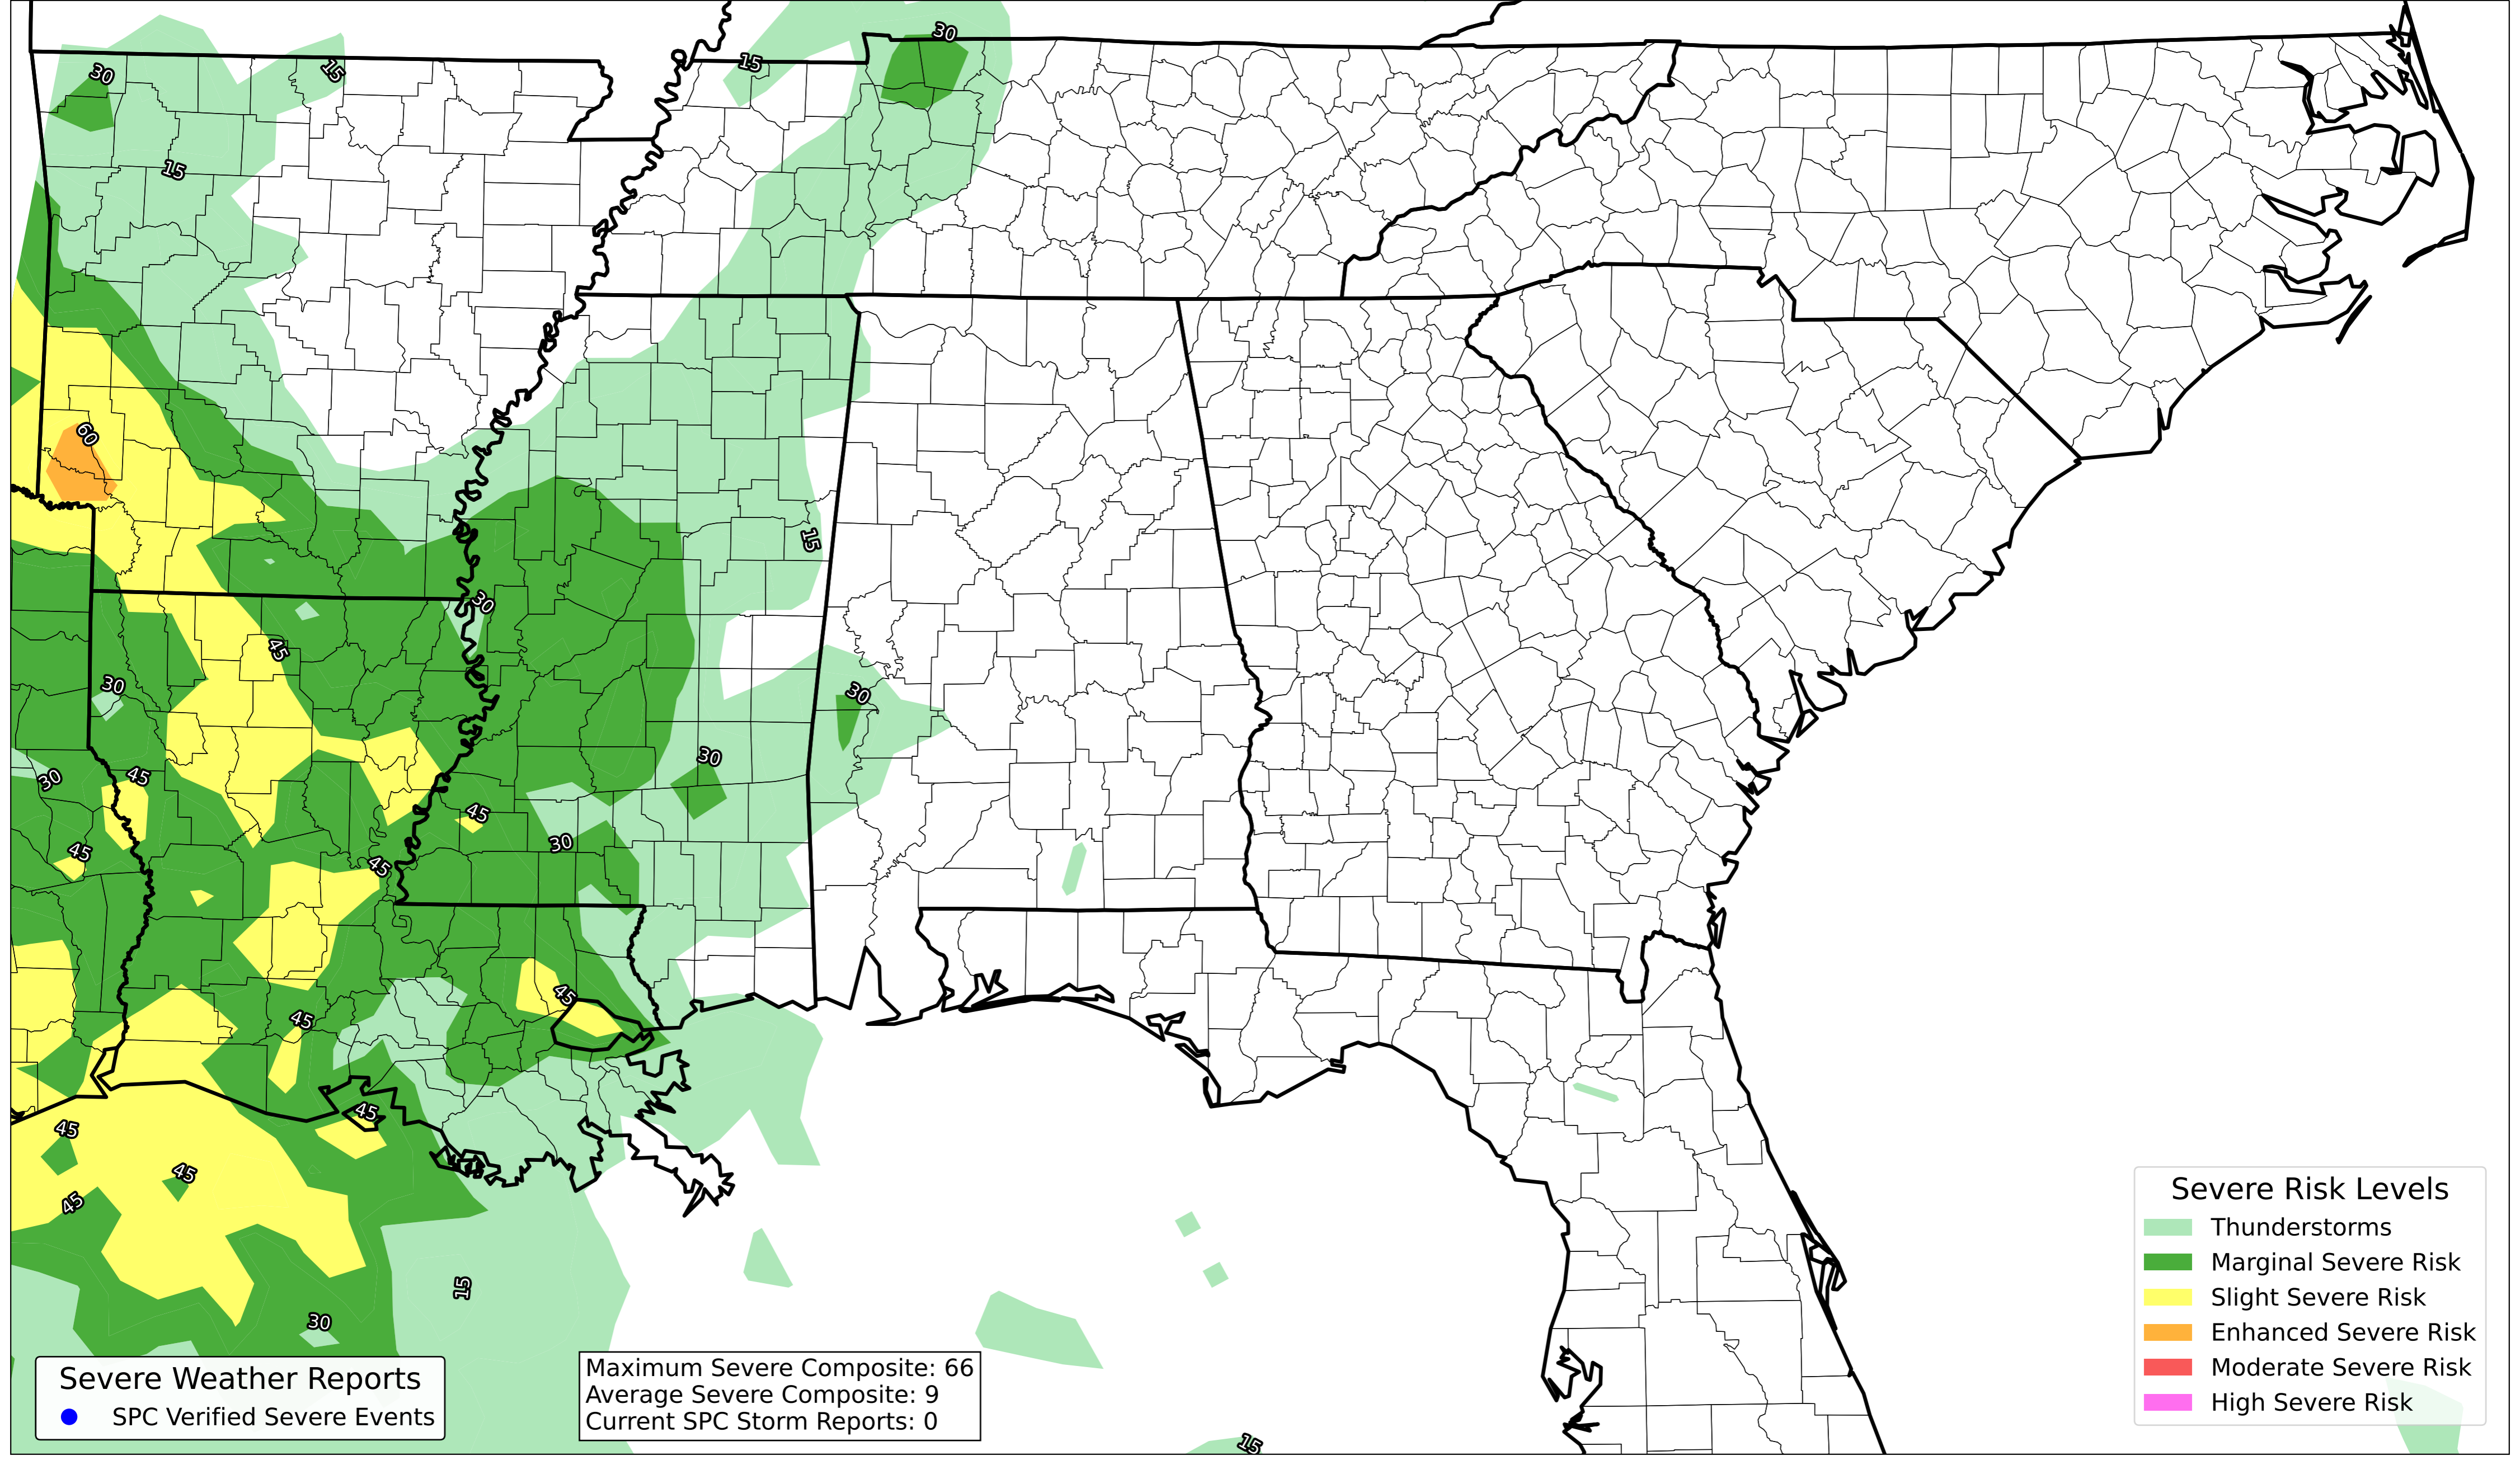 30
15
30
15
15
60
15
30
45
30
30
30
30
45
45
30
45
45
45
45
45
45
45
45
15
30
15
Severe Weather Reports
SPC Verified Severe Events
Maximum Severe Composite: 66
Average Severe Composite: 9
Current SPC Storm Reports: 0
Severe Risk Levels
Thunderstorms
Marginal Severe Risk
Slight Severe Risk
Enhanced Severe Risk
Moderate Severe Risk
High Severe Risk